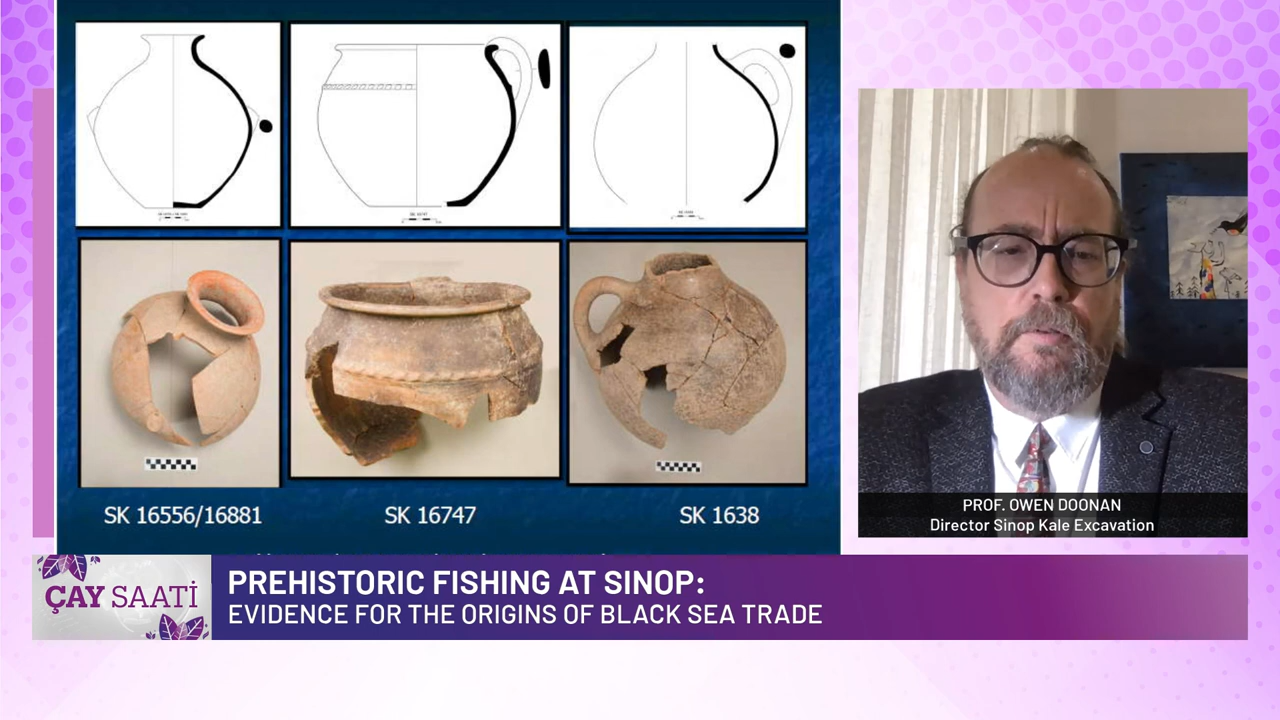 SK 16556/16881
SK 16747
SK 1638
PROF. OWEN DOONAN
Director Sinop Kale Excavation
ÇAY SAATİ
PREHISTORIC FISHING AT SINOP:
EVIDENCE FOR THE ORIGINS OF BLACK SEA TRADE